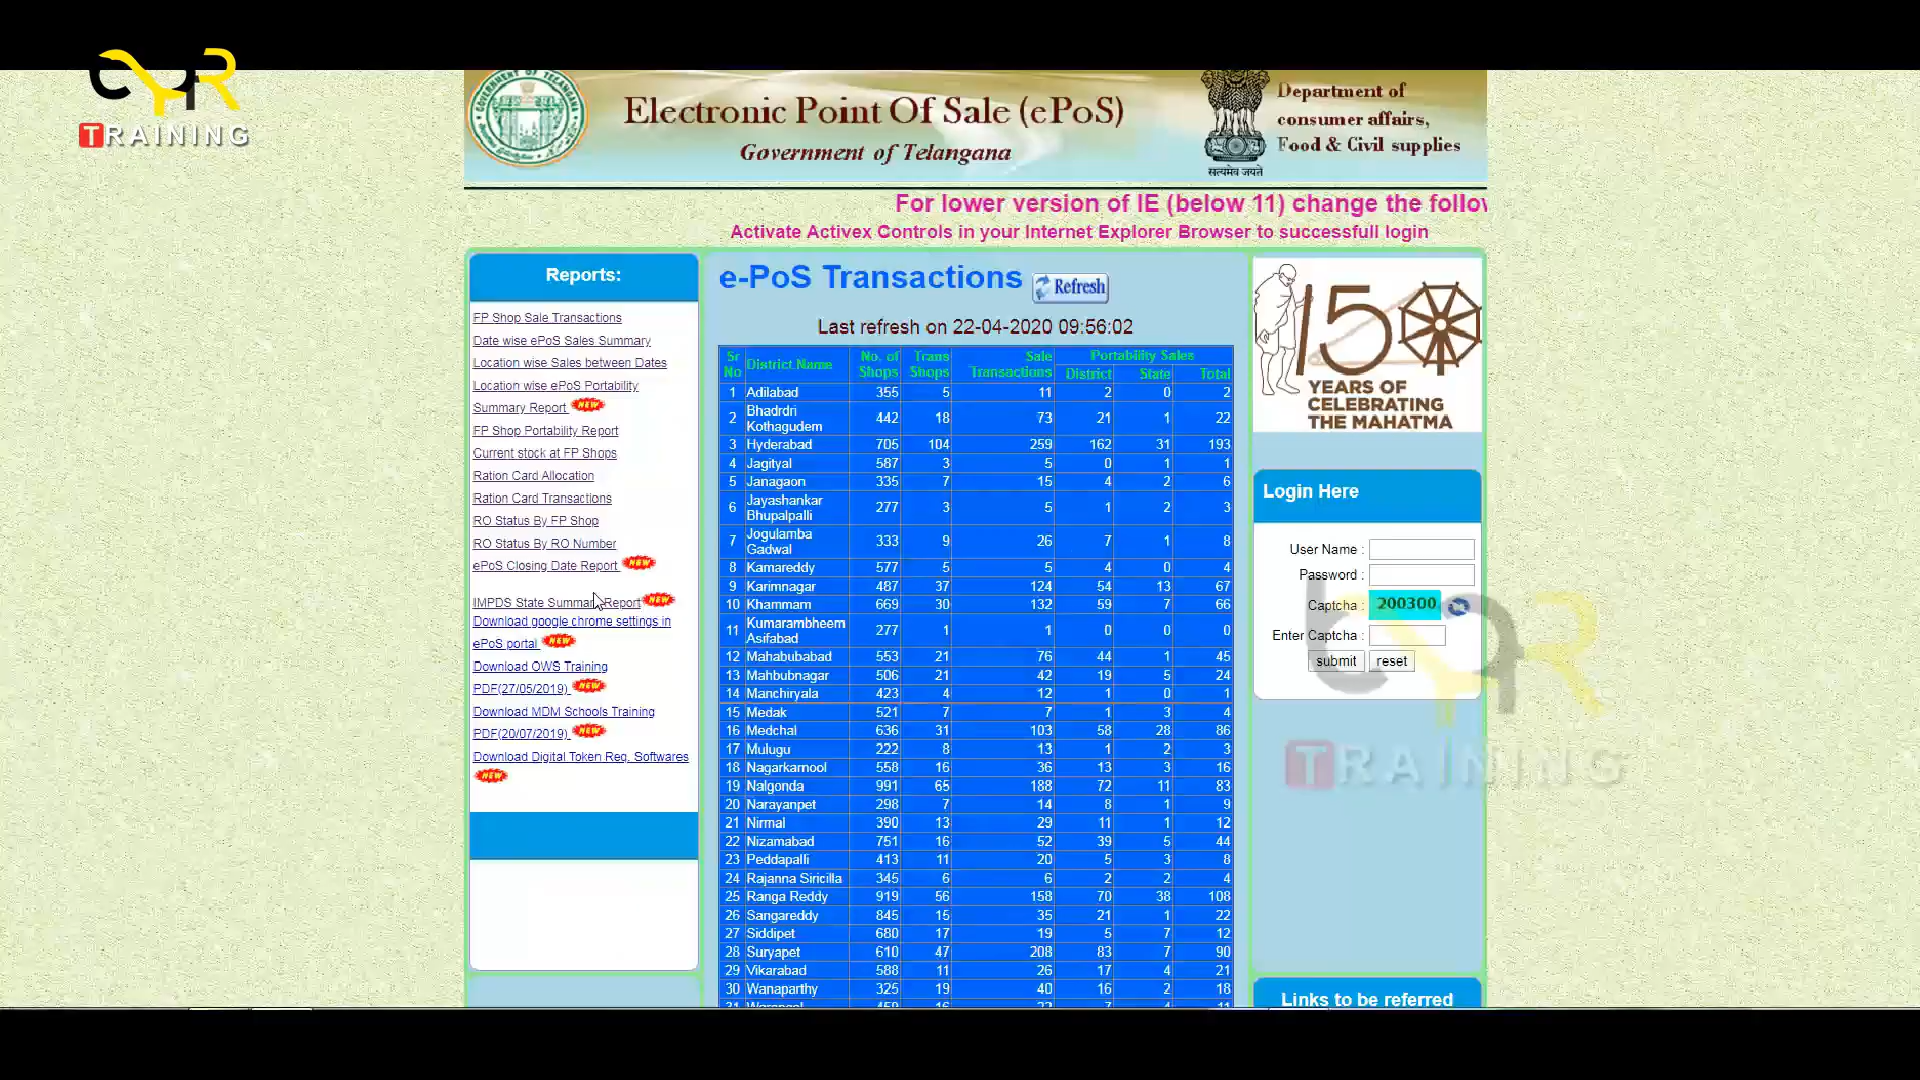 TRAINING
GOVERNMENT OF TELANGANA
Electronic Point Of Sale (ePoS)
Government of Telangana
सत्यमेव जयते
Department of
consumer affairs,
Food & Civil supplies
For lower version of IE (below 11) change the follow
Activate Activex Controls in your Internet Explorer Browser to successfull login
Reports:
FP Shop Sale Transactions
Date wise ePoS Sales Summary
Location wise Sales between Dates
Location wise ePoS Portability
Summary Report NEW
FP Shop Portability Report
Current stock at FP Shops
Ration Card Allocation
Ration Card Transactions
RO Status By FP Shop
RO Status By RO Number
ePoS Closing Date Report NEW
IMPDS State Summary Report NEW
Download google chrome settings in
ePoS portal NEW
Download OWS Training
PDF(27/05/2019) NEW
Download MDM Schools Training
PDF(20/07/2019) NEW
Download Digital Token Reg. Softwares
NEW
e-PoS Transactions Refresh
Last refresh on 22-04-2020 09:56:02
Sr No District Name No. of Shops Trans Shops Sale Transactions Portability Sales
District State Total
1 Adilabad 355 5 11 2 0 2
2 Bhadrdri Kothagudem 442 18 73 21 1 22
3 Hyderabad 705 104 259 162 31 193
4 Jagityal 587 3 5 0 1 1
5 Janagaon 335 7 15 4 2 6
6 Jayashankar Bhupalpalli 277 3 5 1 2 3
7 Jogulamba Gadwal 333 9 26 7 1 8
8 Kamareddy 577 5 5 4 0 4
9 Karimnagar 487 37 124 54 13 67
10 Khammam 669 30 132 59 7 66
11 Kumarambheem Asifabad 277 1 1 0 0 0
12 Mahabubabad 553 21 76 44 1 45
13 Mahbubnagar 506 21 42 19 5 24
14 Manchiryala 423 4 12 1 0 1
15 Medak 521 7 7 1 3 4
16 Medchal 636 31 103 58 28 86
17 Mulugu 222 8 13 1 2 3
18 Nagarkarnool 558 16 36 13 3 16
19 Nalgonda 991 65 188 72 11 83
20 Narayanpet 298 7 14 8 1 9
21 Nirmal 390 13 29 11 1 12
22 Nizamabad 751 16 52 39 5 44
23 Peddapalli 413 11 20 5 3 8
24 Rajanna Siricilla 345 6 6 2 2 4
25 Ranga Reddy 919 56 158 70 38 108
26 Sangareddy 845 15 35 21 1 22
27 Siddipet 680 17 19 5 7 12
28 Suryapet 610 47 208 83 7 90
29 Vikarabad 588 11 26 17 4 21
30 Wanaparthy 325 19 40 16 2 18
150
YEARS OF
CELEBRATING
THE MAHATMA
Login Here
User Name :
Password :
Captcha : 200300
Enter Captcha :
submit reset
TRAINING
Links to be referred